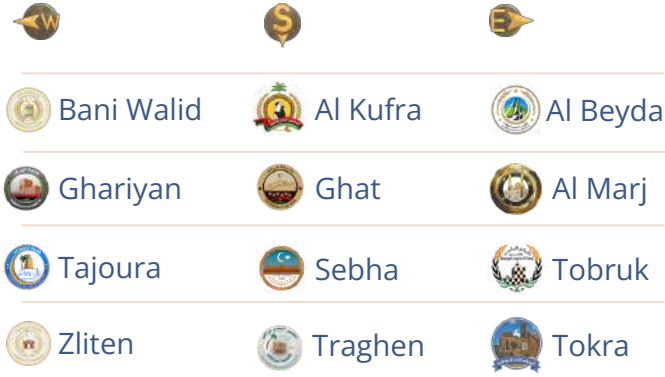 W S E
Bani Walid Al Kufra Al Beyda
Ghariyan Ghat Al Marj
Tajoura Sebha Tobruk
Zliten Traghen Tokra